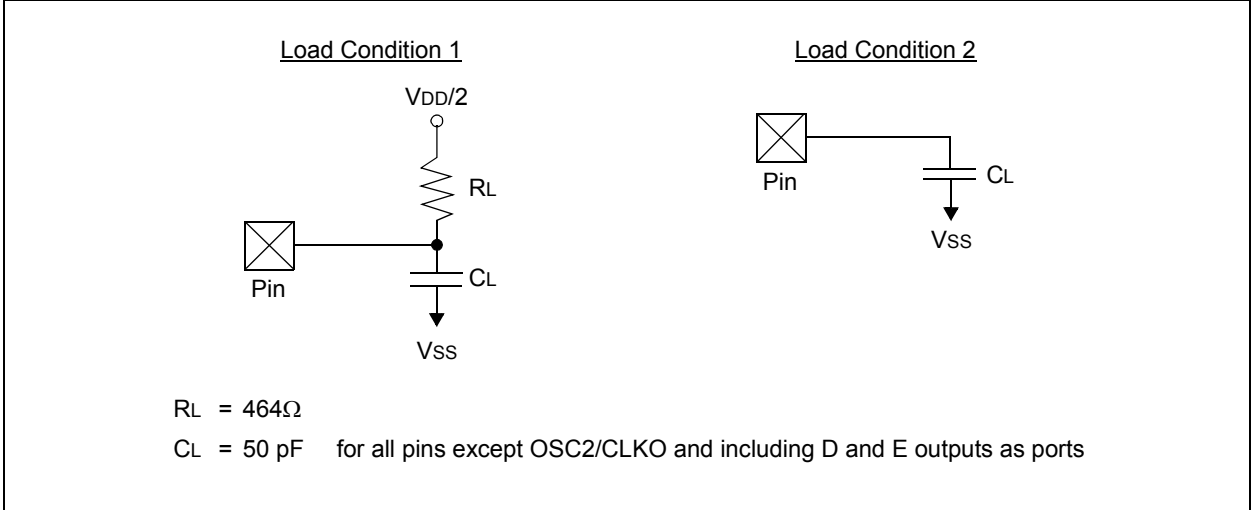 Load Condition 1
VDD/2
RL
Pin
CL
VSS
Load Condition 2
Pin
CL
VSS
RL = 464Ω
CL = 50 pF for all pins except OSC2/CLKO and including D and E outputs as ports